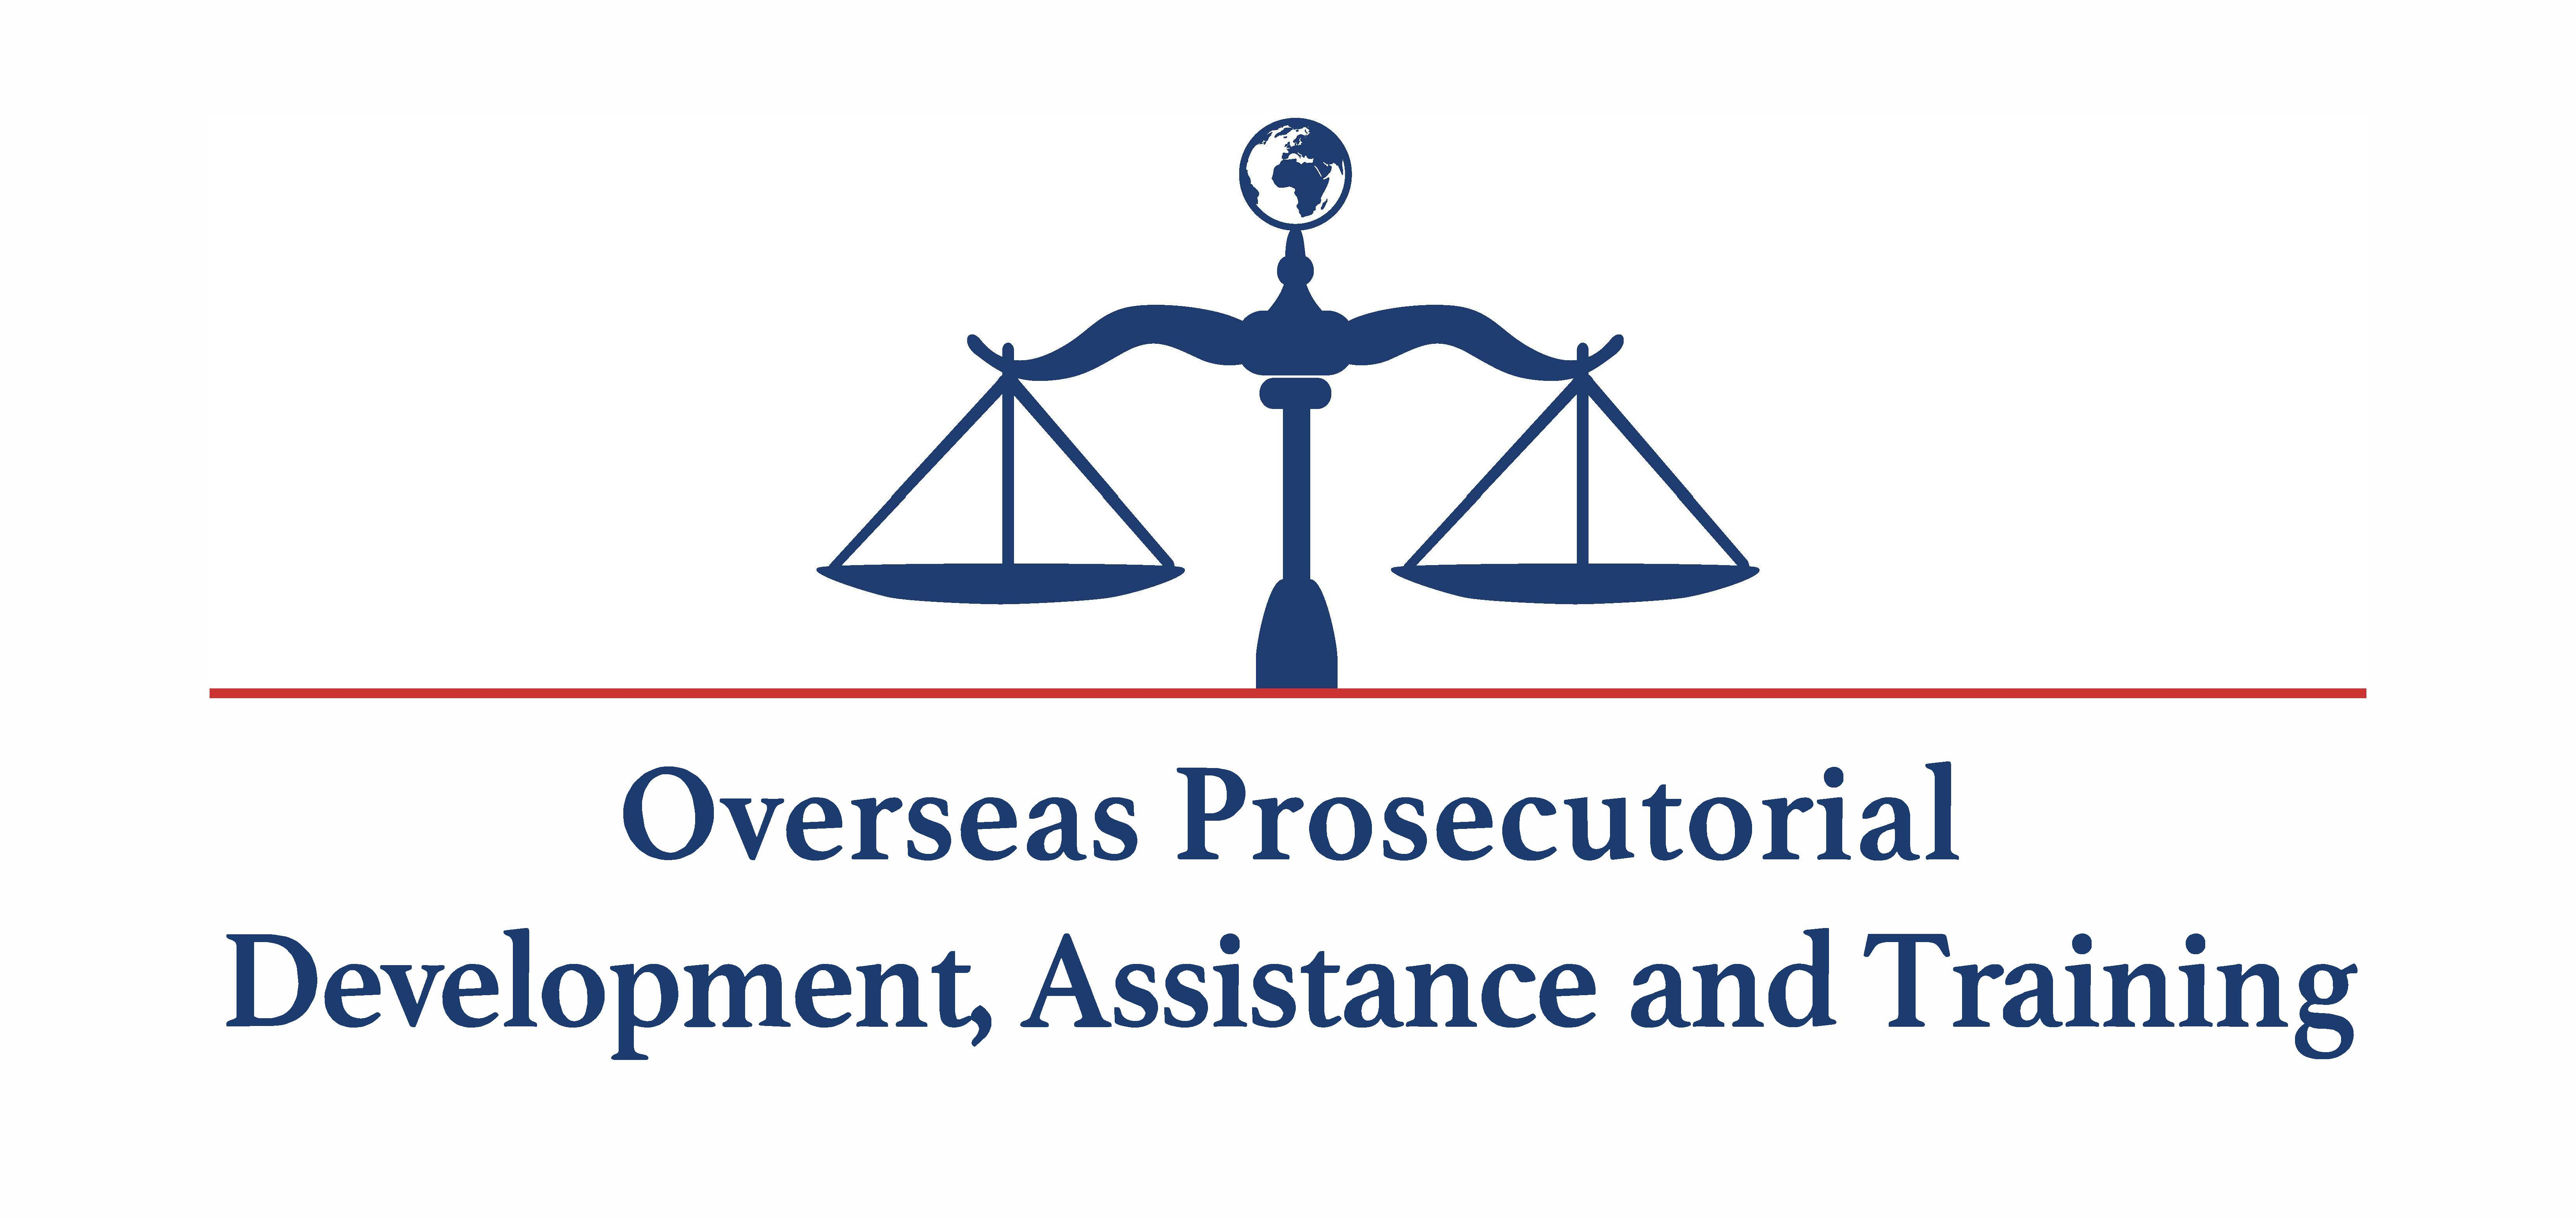 Overseas Prosecutorial
Development, Assistance and Training